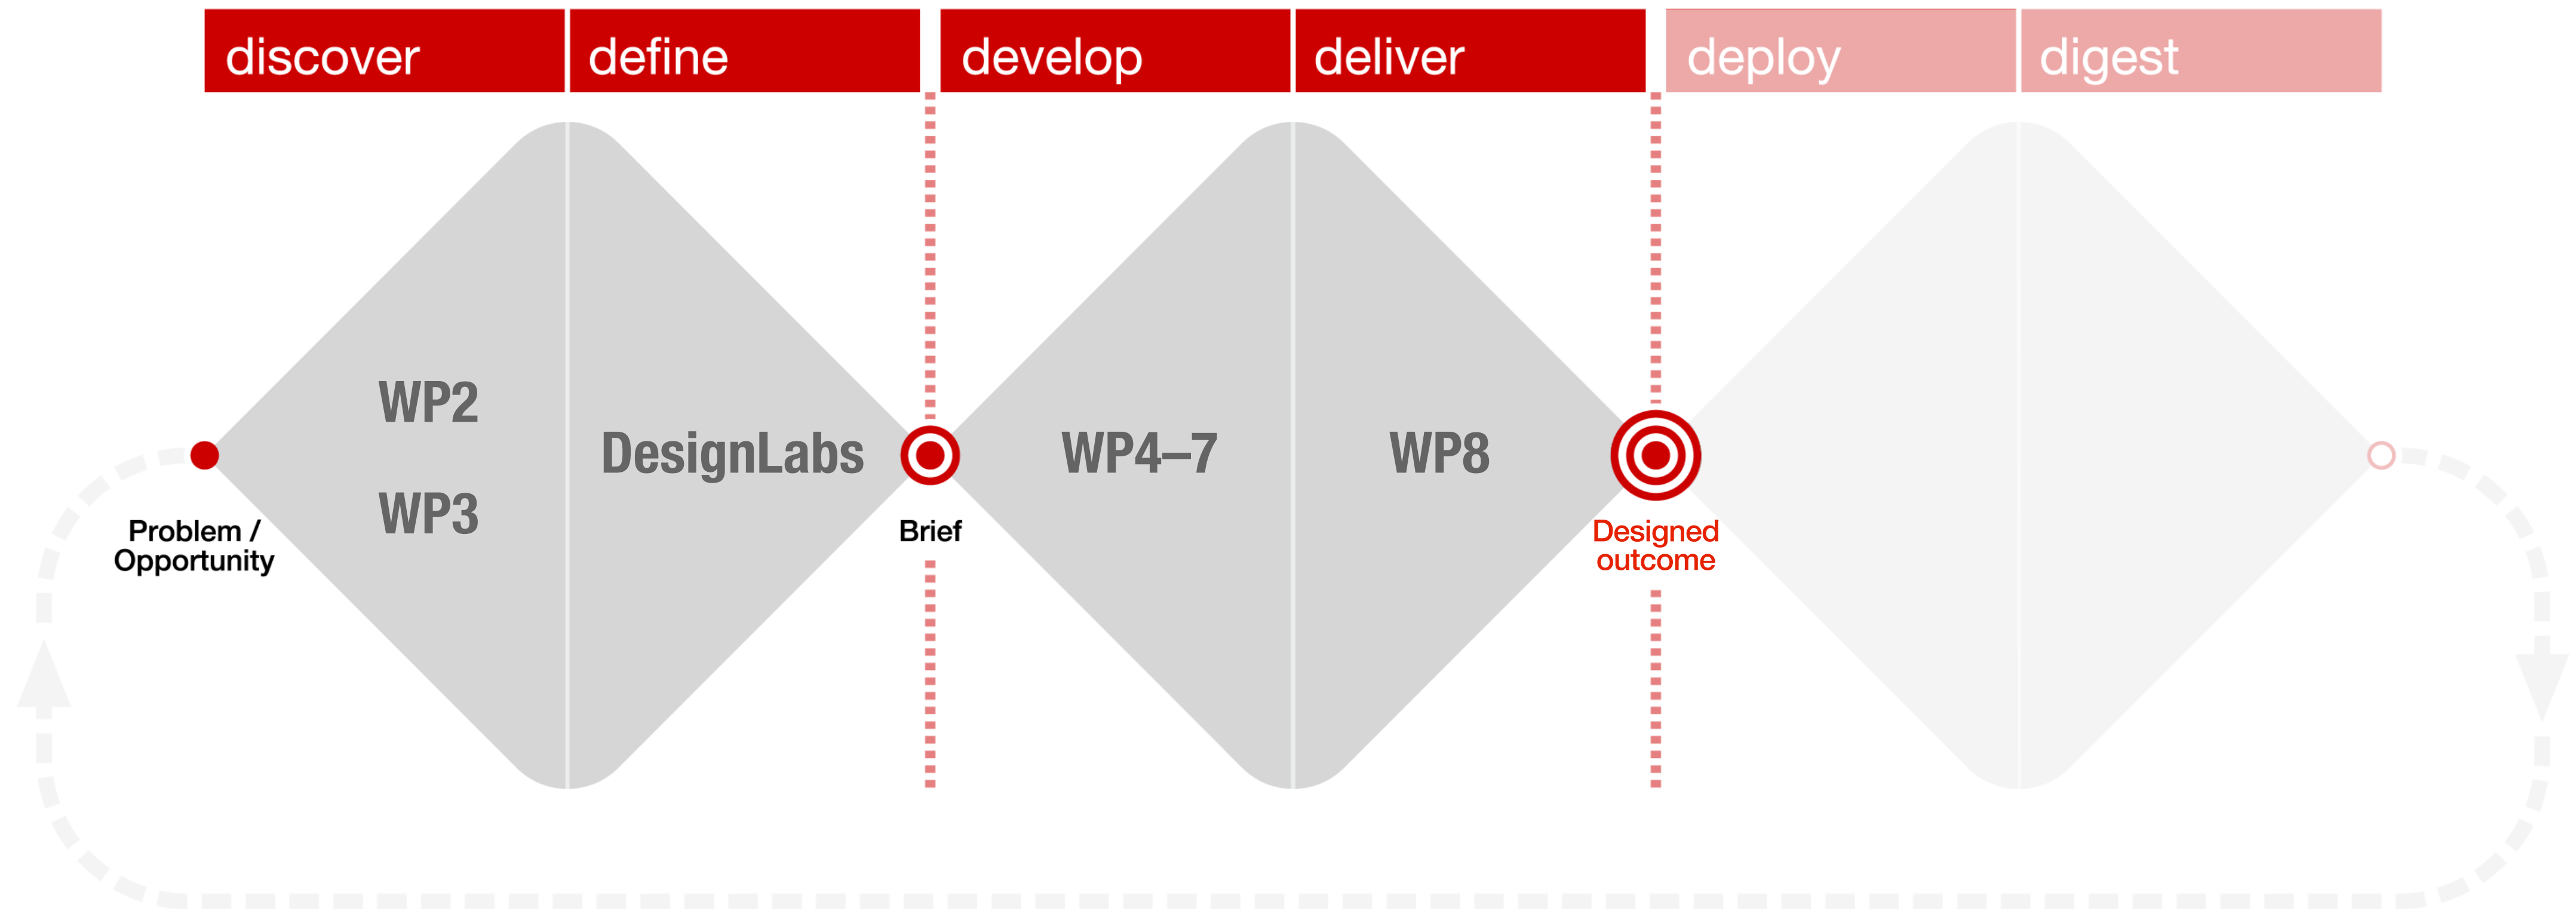 discover
define
develop
deliver
deploy
digest
WP2
WP3
DesignLabs
WP4–7
WP8
Problem /
Opportunity
Brief
Designed
outcome